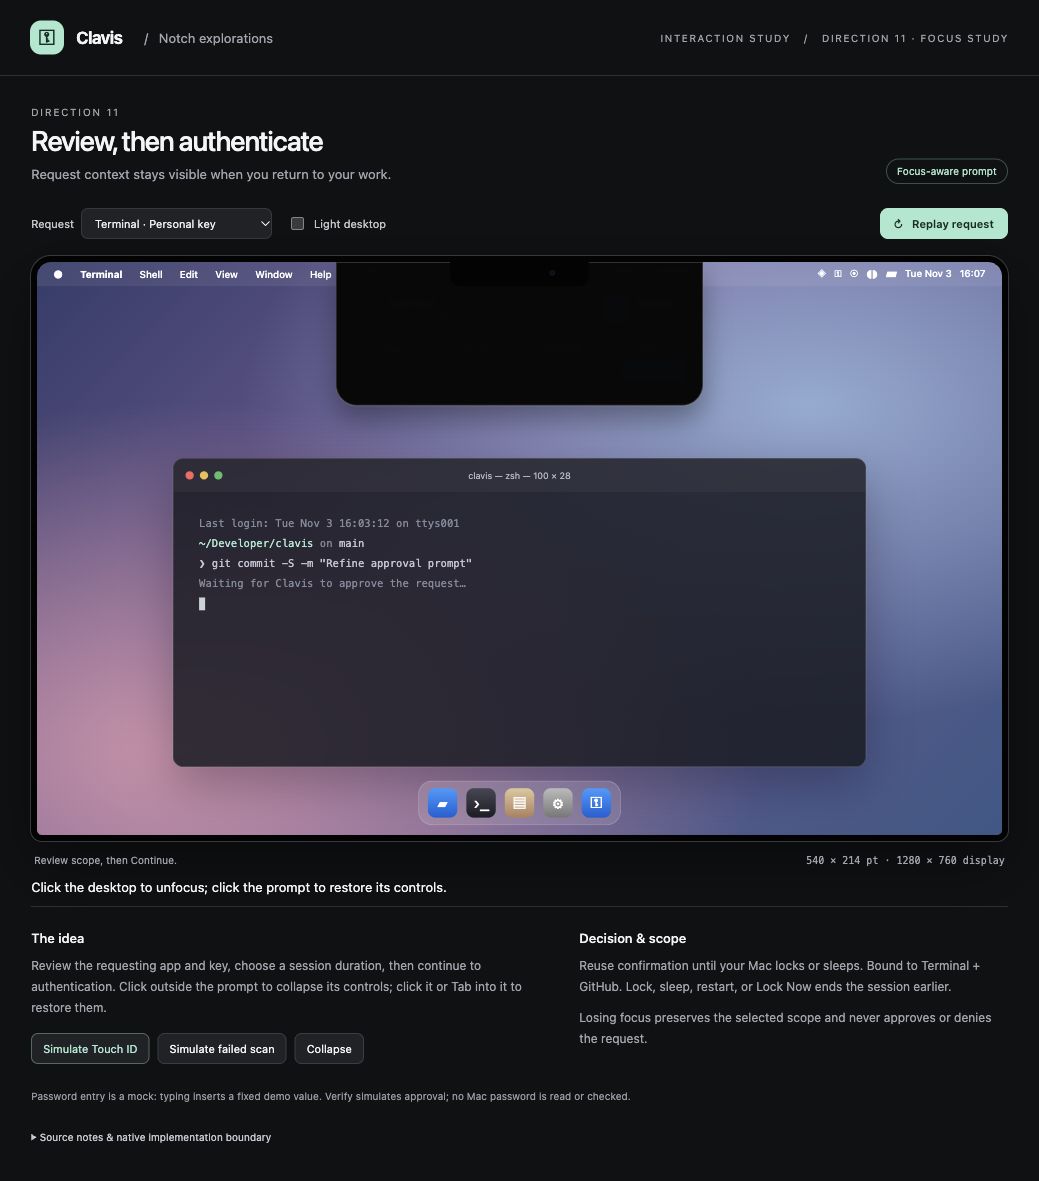 Clavis / Notch explorations
INTERACTION STUDY / DIRECTION 11 · FOCUS STUDY
DIRECTION 11
Review, then authenticate
Request context stays visible when you return to your work.
Focus-aware prompt
Request Terminal · Personal key Light desktop
↻ Replay request
Terminal Shell Edit View Window Help
Tue Nov 3 16:07
clavis — zsh — 100 × 28
Last login: Tue Nov 3 16:03:12 on ttys001
~/Developer/clavis on main
❯ git commit -S -m "Refine approval prompt"
Waiting for Clavis to approve the request…
Review scope, then Continue.
540 × 214 pt · 1280 × 760 display
Click the desktop to unfocus; click the prompt to restore its controls.
The idea
Review the requesting app and key, choose a session duration, then continue to
authentication. Click outside the prompt to collapse its controls; click it or Tab into it to
restore them.
Simulate Touch ID
Simulate failed scan
Collapse
Decision & scope
Reuse confirmation until your Mac locks or sleeps. Bound to Terminal +
GitHub. Lock, sleep, restart, or Lock Now ends the session earlier.
Losing focus preserves the selected scope and never approves or denies
the request.
Password entry is a mock: typing inserts a fixed demo value. Verify simulates approval; no Mac password is read or checked.
Source notes & native implementation boundary